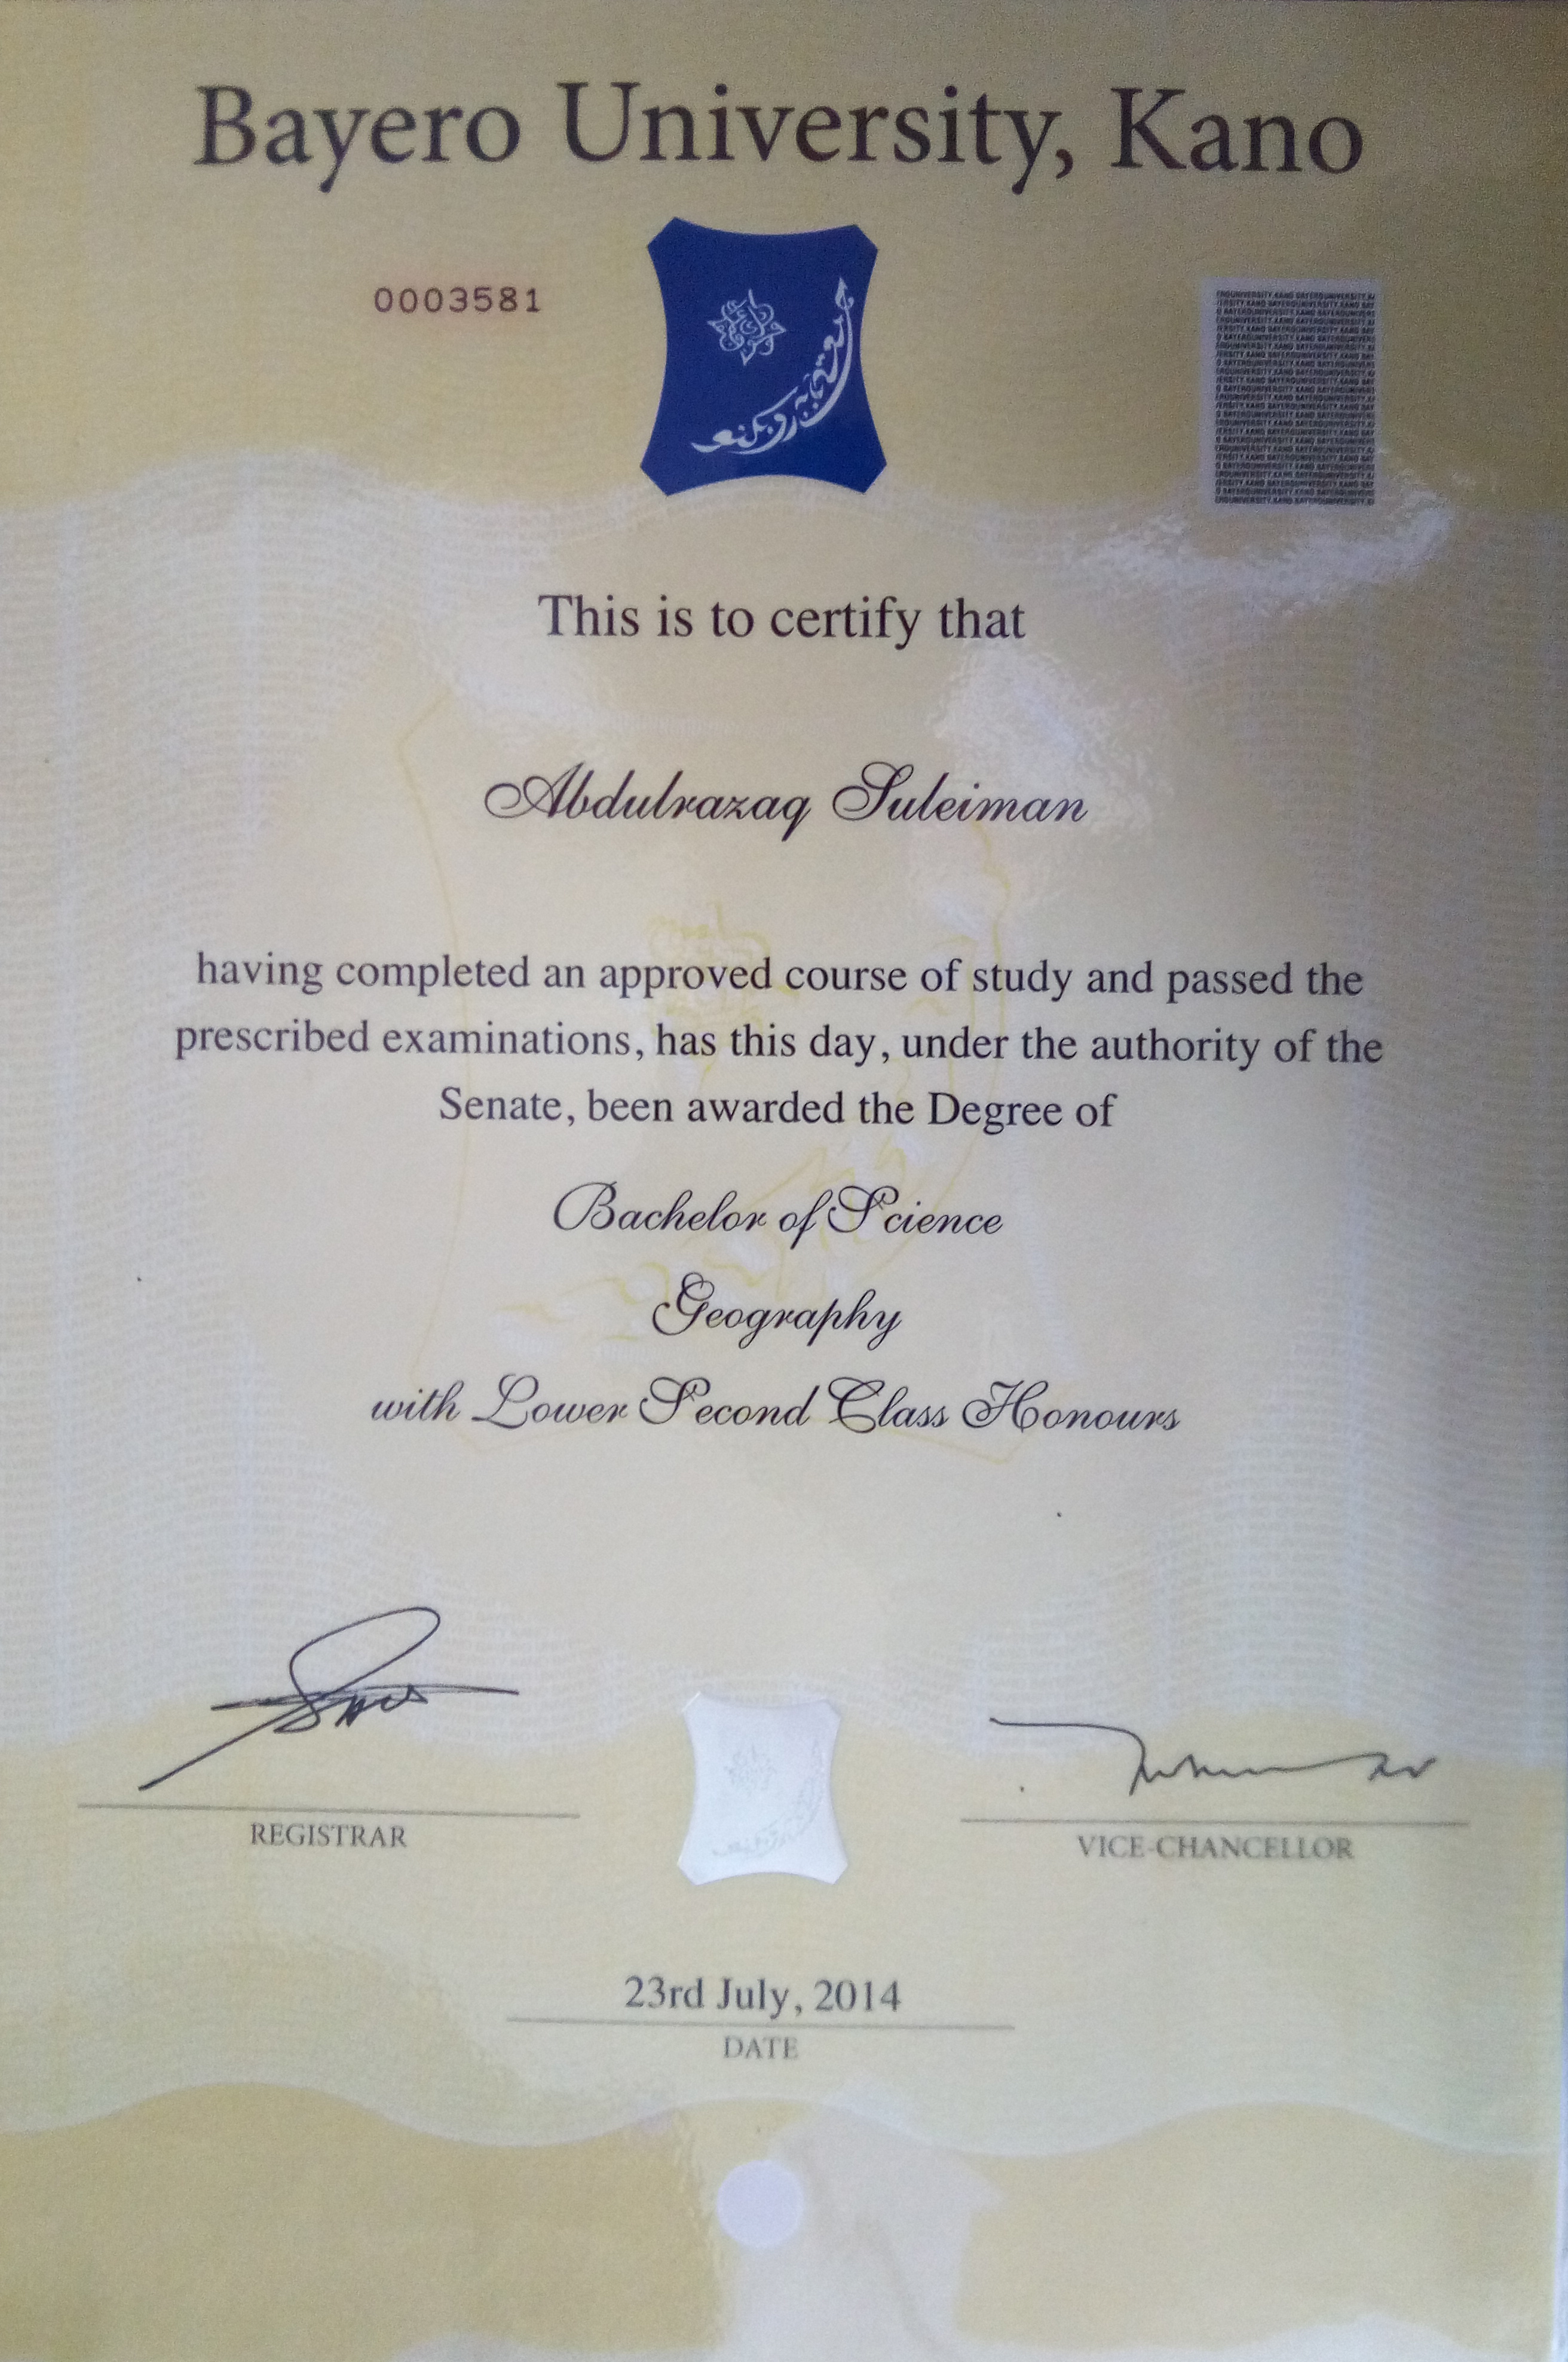 Bayero University, Kano
0003581
This is to certify that
Abdulrazaq Suleiman
having completed an approved course of study and passed the
prescribed examinations, has this day, under the authority of the
Senate, been awarded the Degree of
Bachelor of Science
Geography
with Lower Second Class Honours
REGISTRAR
VICE-CHANCELLOR
23rd July, 2014
DATE